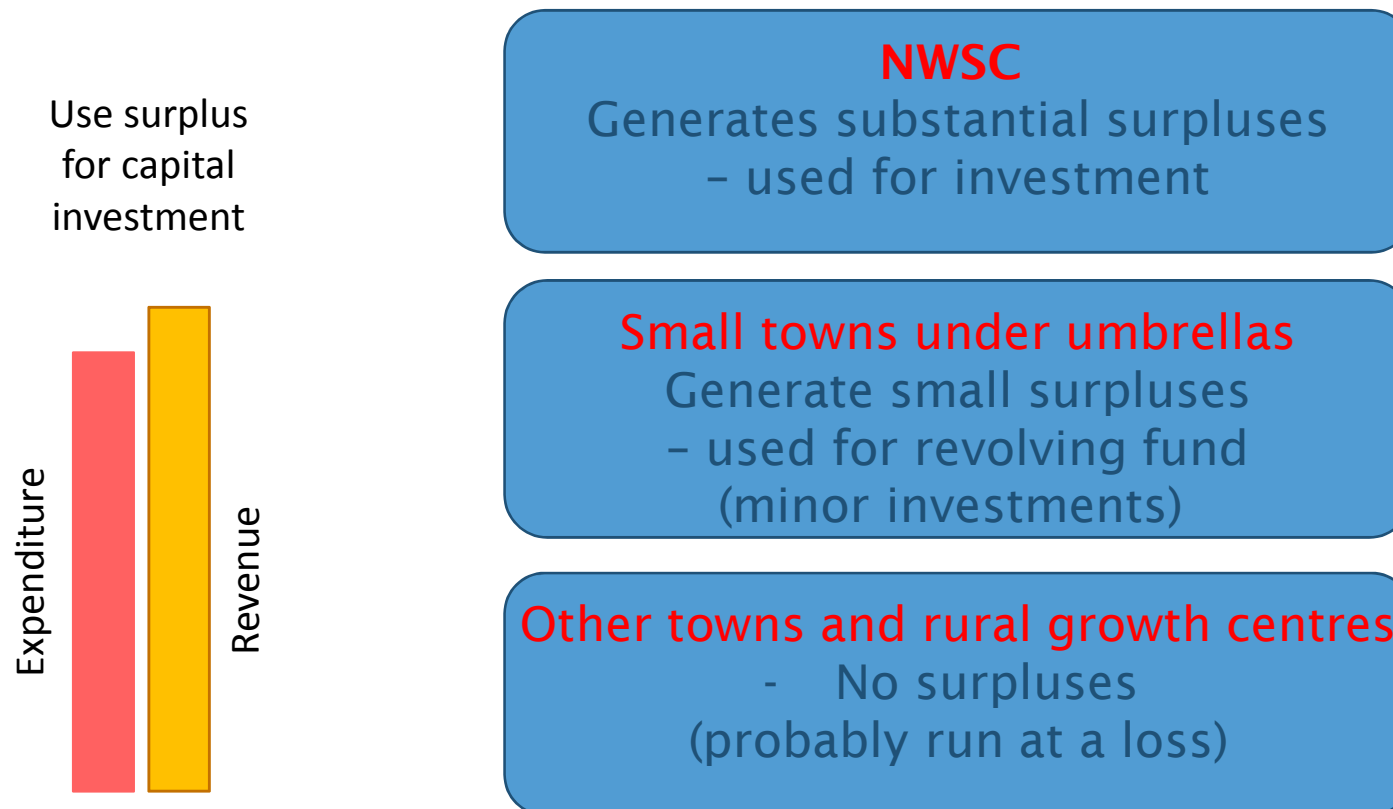 Use surplus
for capital
investment
Expenditure
Revenue
NWSC
Generates substantial surpluses
– used for investment
Small towns under umbrellas
Generate small surpluses
– used for revolving fund
(minor investments)
Other towns and rural growth centres
- No surpluses
(probably run at a loss)